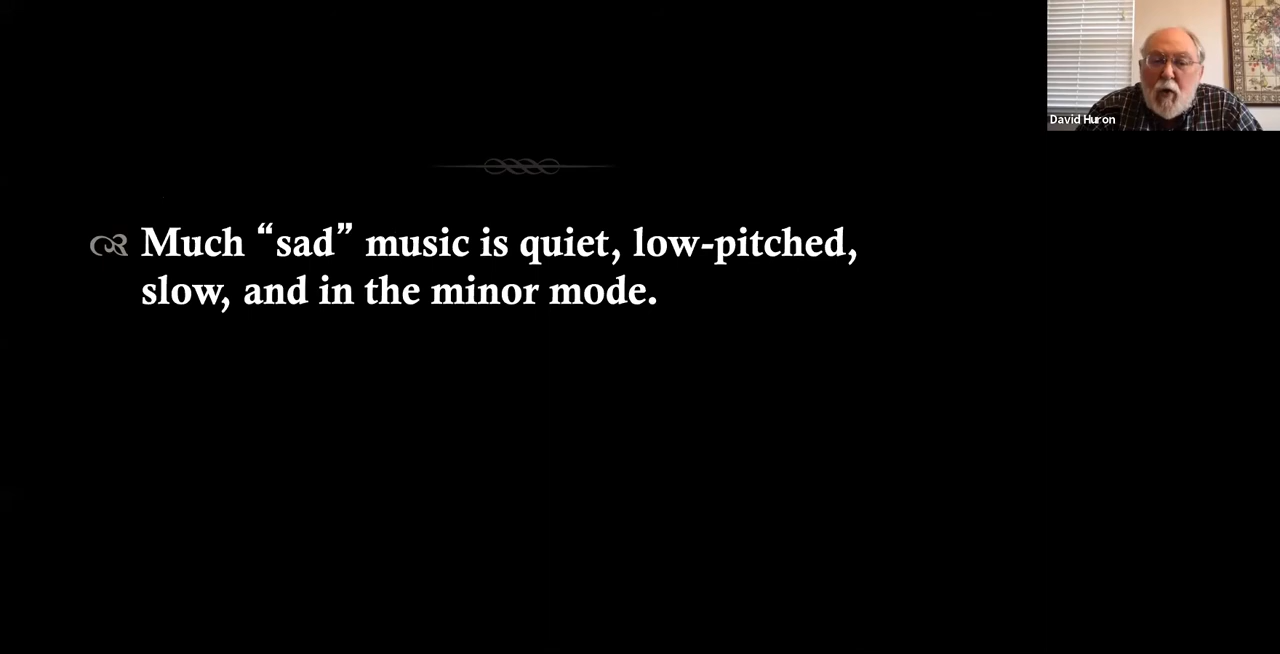 David Huron
Much “sad” music is quiet, low-pitched,
slow, and in the minor mode.